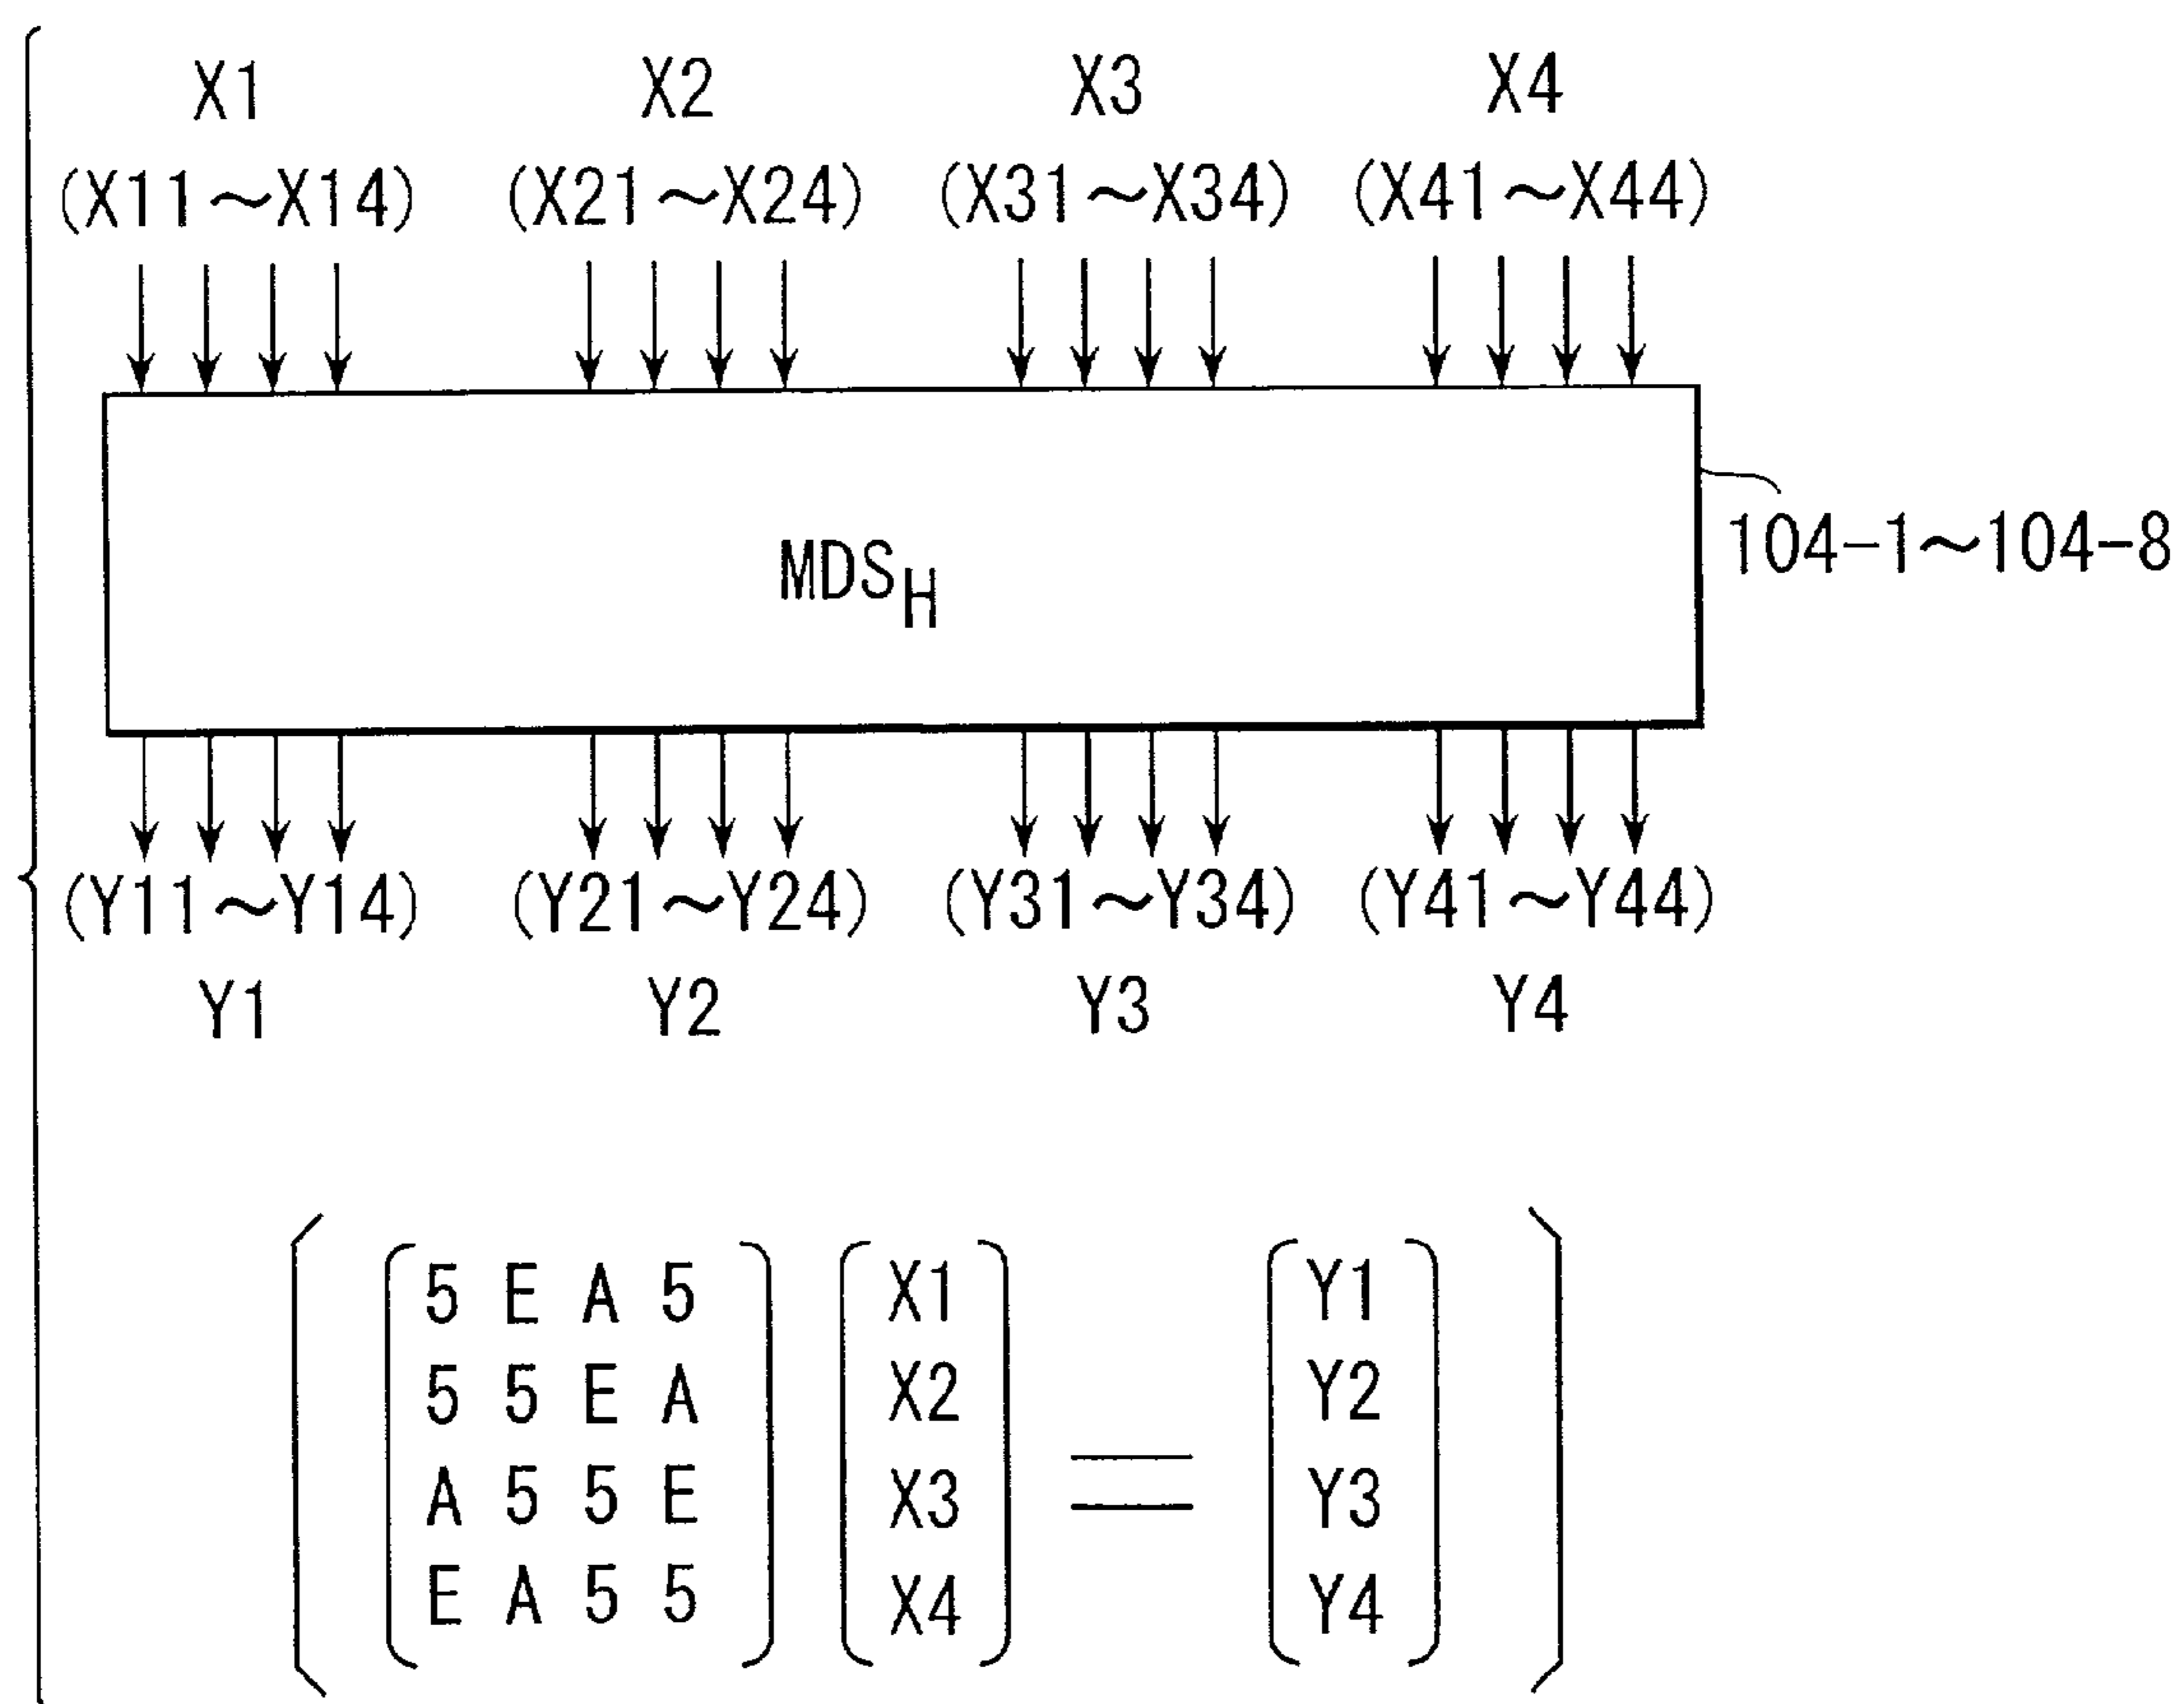 X1 X2 X3 X4
(X11～X14) (X21～X24) (X31～X34) (X41～X44)
MDSH
104-1～104-8
(Y11～Y14) (Y21～Y24) (Y31～Y34) (Y41～Y44)
Y1 Y2 Y3 Y4
5 E A 5 X1 Y1
5 5 E A X2 Y2
A 5 5 E X3 = Y3
E A 5 5 X4 Y4